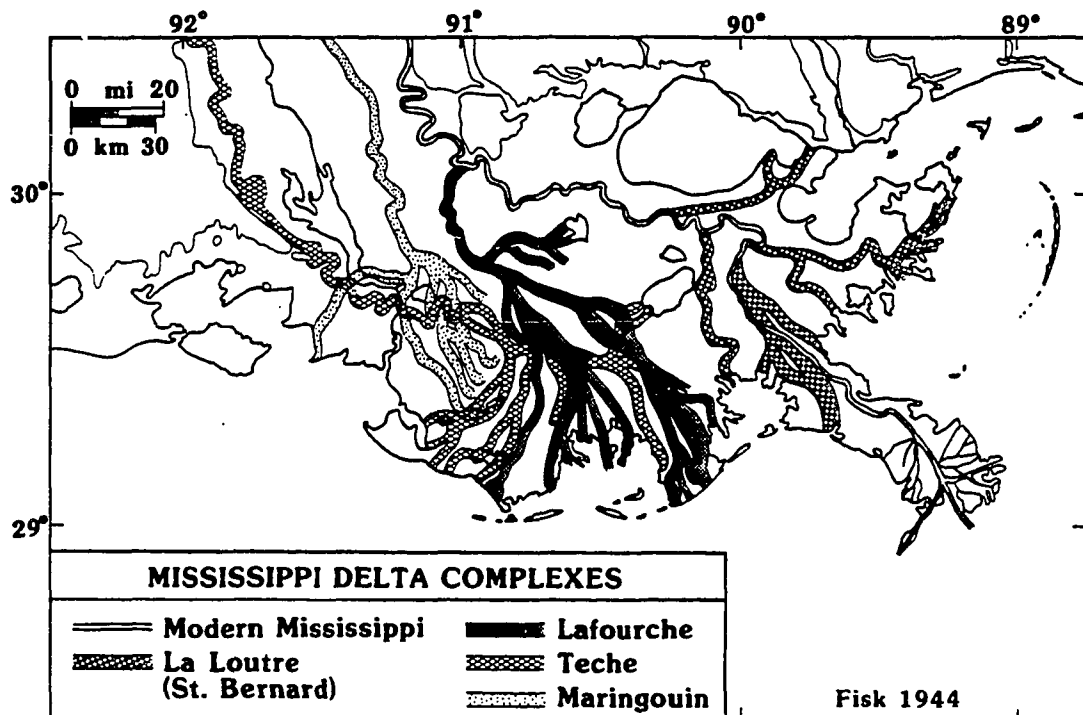 92° 91° 90° 89°
0 mi 20
0 km 30
30°
29°
MISSISSIPPI DELTA COMPLEXES
Modern Mississippi
La Loutre
(St. Bernard)
Lafourche
Teche
Maringouin
Fisk 1944